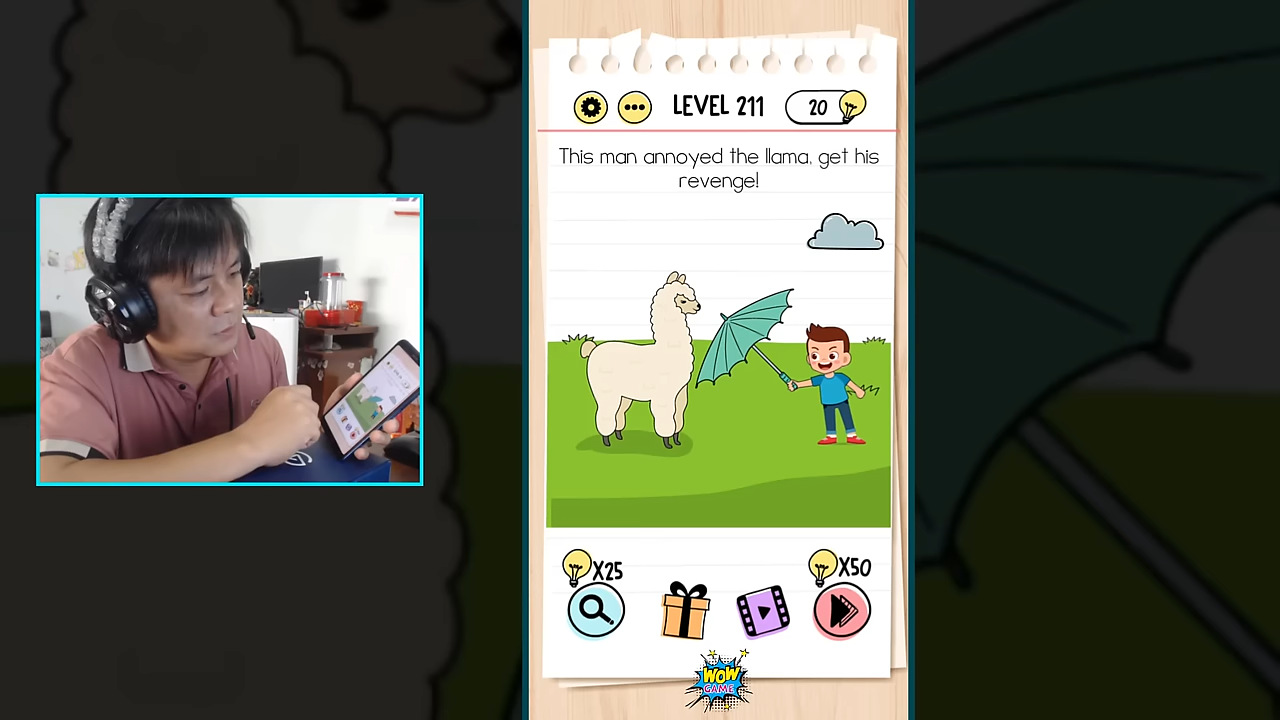 LEVEL 211
20
This man annoyed the llama, get his
revenge!
X25
X50
WOW
GAME